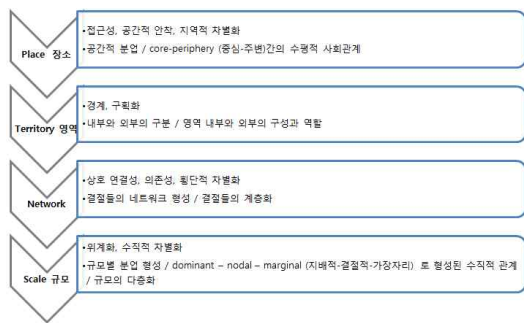 Place 장소
•접근성, 공간적 안착, 지역적 차별화
•공간적 분업 / core-periphery (중심-주변)간의 수평적 사회관계
Territory 영역
•경계, 구획화
•내부와 외부의 구분 / 영역 내부와 외부의 구성과 역할
Network
•상호 연결성, 의존성, 횡단적 차별화
•결절들의 네트워크 형성 / 결절들의 계층화
Scale 규모
•위계화, 수직적 차별화
•규모별 분업 형성 / dominant – nodal – marginal (지배적-결절적-가장자리) 로 형성된 수직적 관계
/ 규모의 다층화